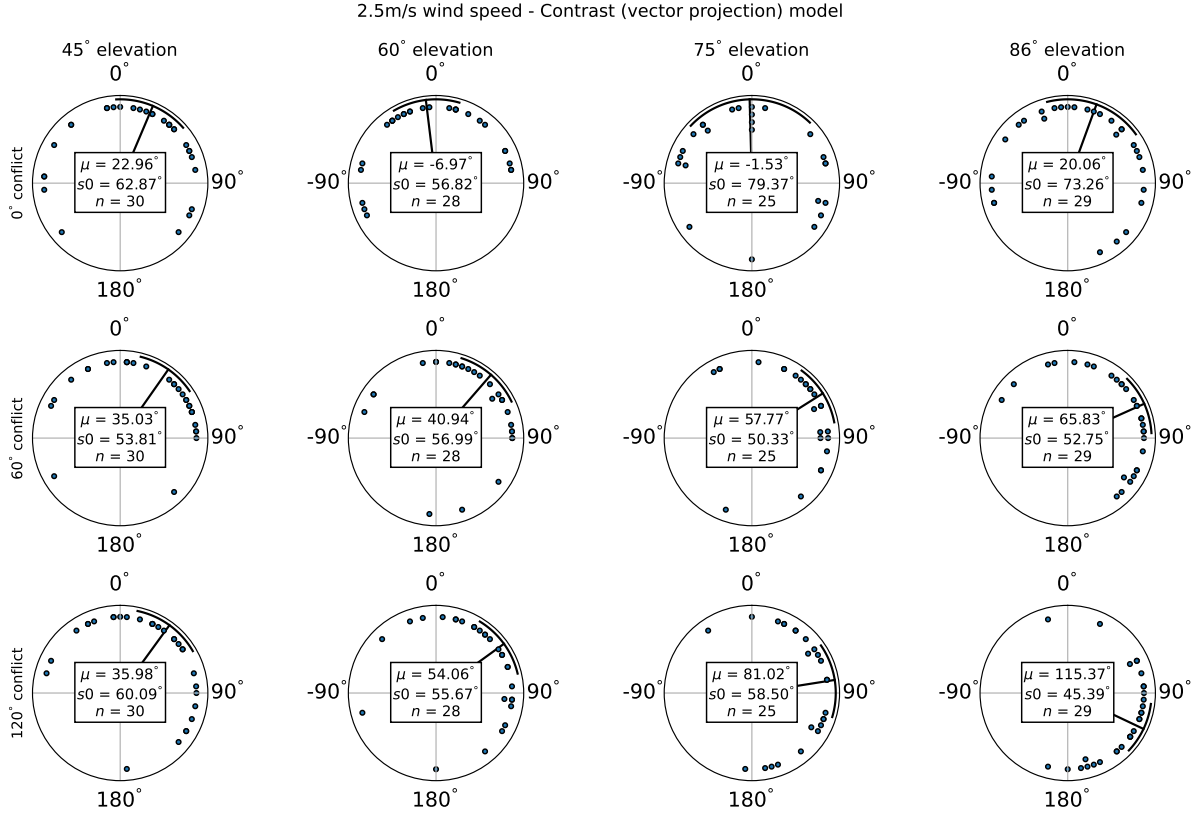 2.5m/s wind speed - Contrast (vector projection) model
45° elevation
60° elevation
75° elevation
86° elevation
0°
0°
0°
0°
0° conflict
μ = 22.96°
s0 = 62.87°
n = 30
90°
-90°
μ = -6.97°
s0 = 56.82°
n = 28
90°
-90°
μ = -1.53°
s0 = 79.37°
n = 25
90°
-90°
μ = 20.06°
s0 = 73.26°
n = 29
90°
180°
180°
180°
180°
0°
0°
0°
0°
60° conflict
μ = 35.03°
s0 = 53.81°
n = 30
90°
-90°
μ = 40.94°
s0 = 56.99°
n = 28
90°
-90°
μ = 57.77°
s0 = 50.33°
n = 25
90°
-90°
μ = 65.83°
s0 = 52.75°
n = 29
90°
180°
180°
180°
180°
0°
0°
0°
0°
120° conflict
μ = 35.98°
s0 = 60.09°
n = 30
90°
-90°
μ = 54.06°
s0 = 55.67°
n = 28
90°
-90°
μ = 81.02°
s0 = 58.50°
n = 25
90°
-90°
μ = 115.37°
s0 = 45.39°
n = 29
90°
180°
180°
180°
180°